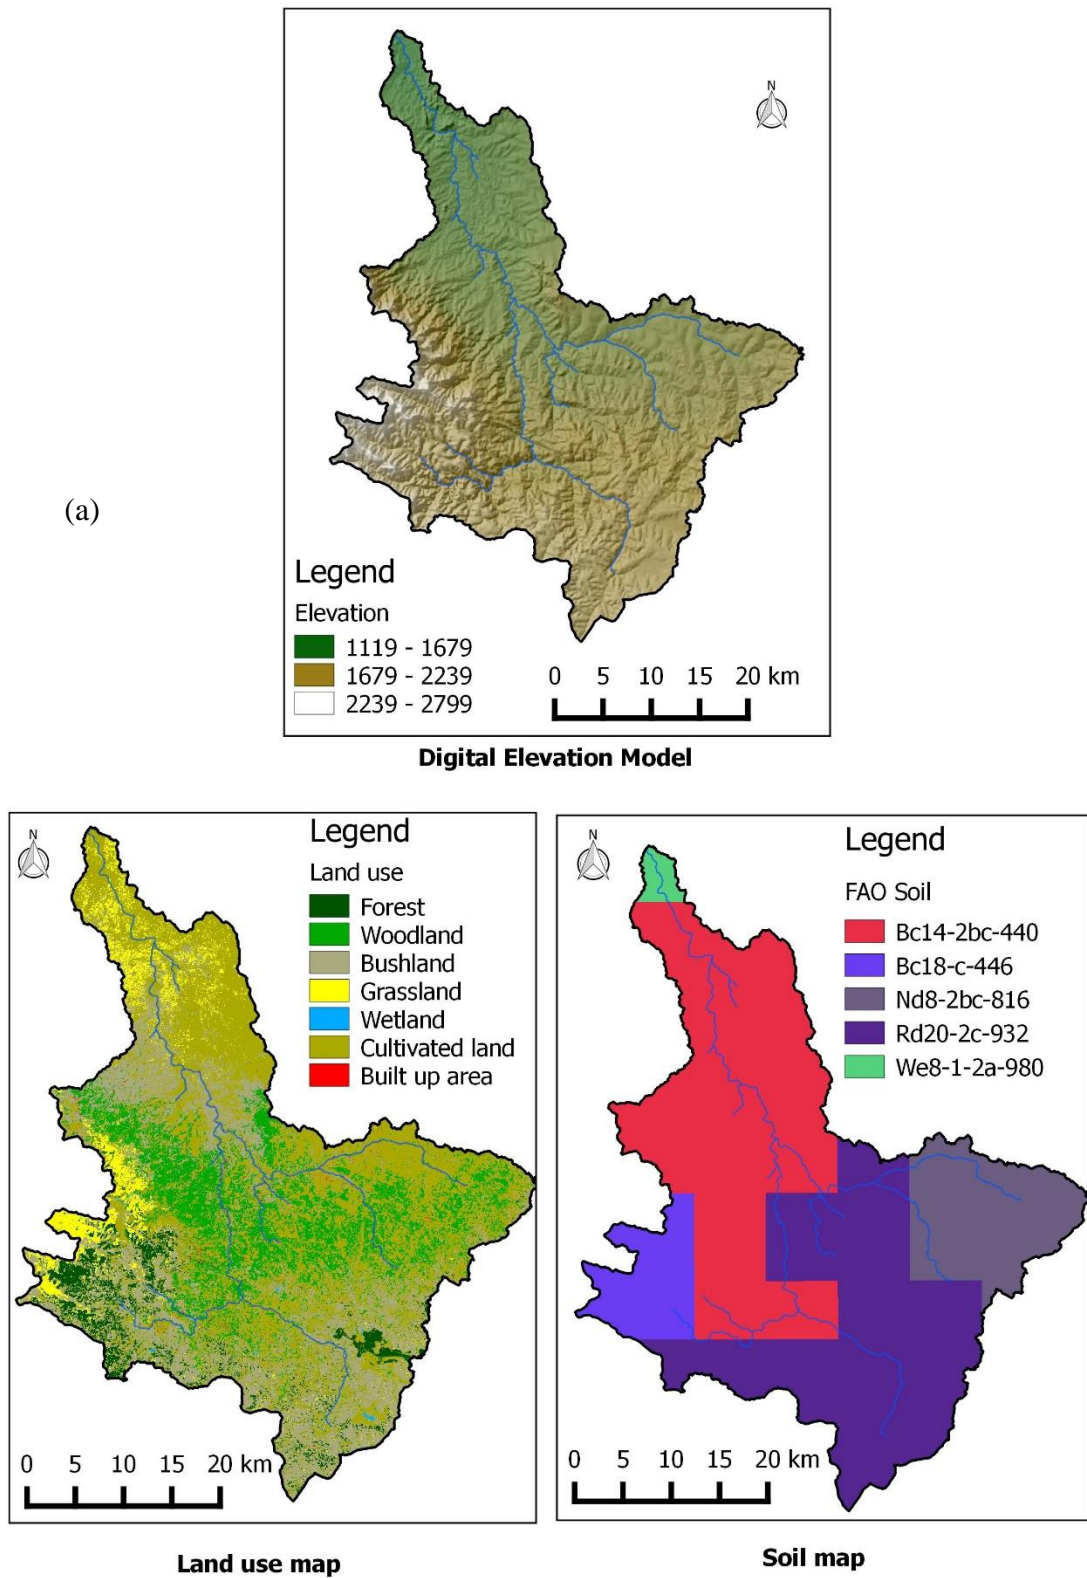 N
(a)
Legend
Elevation
1119 - 1679
1679 - 2239
2239 - 2799
0 5 10 15 20 km
Digital Elevation Model
N
Legend
Land use
Forest
Woodland
Bushland
Grassland
Wetland
Cultivated land
Built up area
0 5 10 15 20 km
Land use map
N
Legend
FAO Soil
Bc14-2bc-440
Bc18-c-446
Nd8-2bc-816
Rd20-2c-932
We8-1-2a-980
0 5 10 15 20 km
Soil map